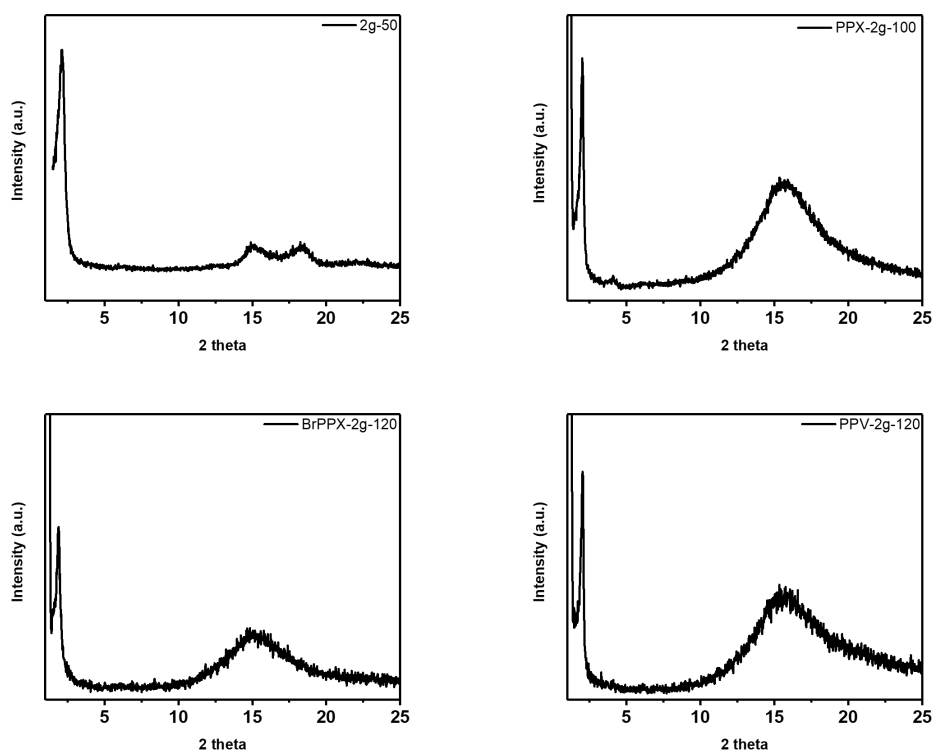 2g-50
Intensity (a.u.)
5 10 15 20 25
2 theta
PPX-2g-100
Intensity (a.u.)
5 10 15 20 25
2 theta
BrPPX-2g-120
Intensity (a.u.)
5 10 15 20 25
2 theta
PPV-2g-120
Intensity (a.u.)
5 10 15 20 25
2 theta